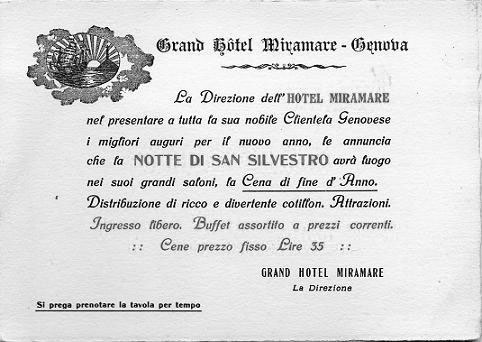 Grand Hôtel Miramare - Genova
La Direzione dell' HOTEL MIRAMARE
nel presentare a tutta la sua nobile Clientela Genovese
i migliori auguri per il nuovo anno, le annuncia
che la NOTTE DI SAN SILVESTRO avrà luogo
nei suoi grandi saloni, la Cena di fine d' Anno.
Distribuzione di ricco e divertente cotillon. Attrazioni.
Ingresso libero. Buffet assortito a prezzi correnti.
:: Cene prezzo fisso Lire 35 ::
GRAND HOTEL MIRAMARE
La Direzione
Si prega prenotare la tavola per tempo